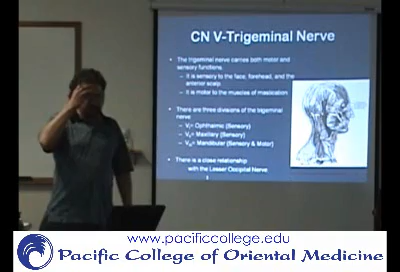 CN V-Trigeminal Nerve
The trigeminal nerve carries both motor and
sensory functions.
It is sensory to the face, forehead, and the
anterior scalp.
It is motor to the muscles of mastication.
There are three divisions of the trigeminal
nerve
V₁= Ophthalmic (Sensory)
V₂= Maxillary (Sensory)
V₃= Mandibular (Sensory & Motor)
There is a close relationship
with the Lesser Occipital Nerve.
www.pacificcollege.edu
Pacific College of Oriental Medicine